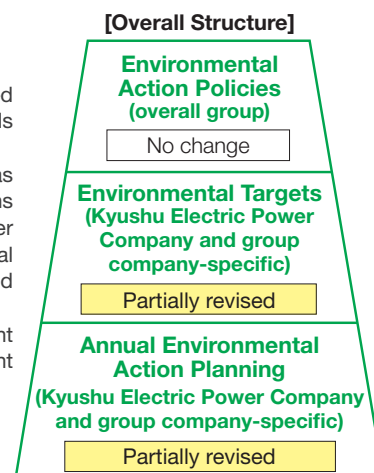 [Overall Structure]
Environmental
Action Policies
(overall group)
No change
Environmental Targets
(Kyushu Electric Power
Company and group
company-specific)
Partially revised
Annual Environmental
Action Planning
(Kyushu Electric Power Company
and group company-specific)
Partially revised